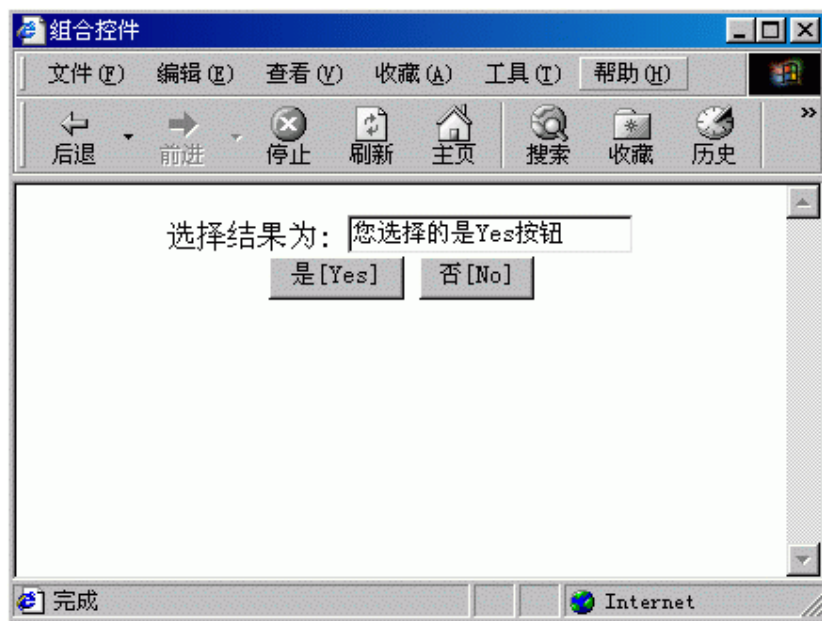 组合控件
文件(F) 编辑(E) 查看(V) 收藏(A) 工具(T) 帮助(H)
后退 前进 停止 刷新 主页 搜索 收藏 历史 »
选择结果为: 您选择的是Yes按钮
是[Yes] 否[No]
完成 Internet